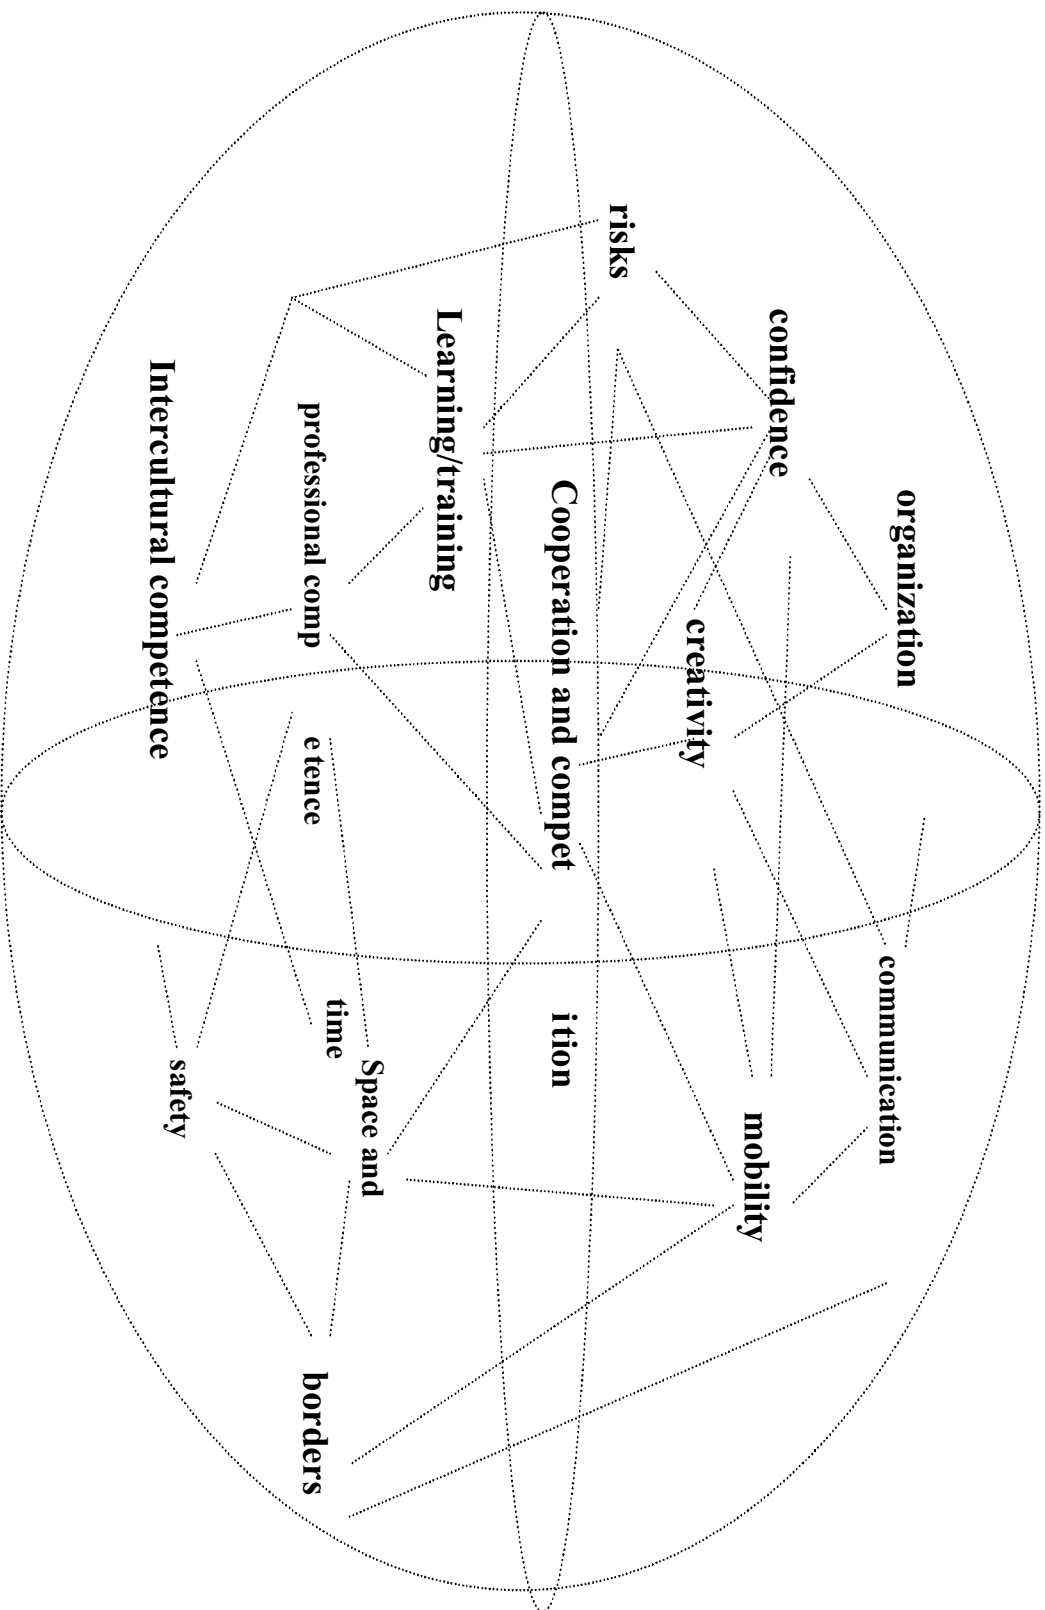 organization
communication
confidence
mobility
creativity
risks
Cooperation and compet ition
Learning/training
Space and
time
professional comp e tence
borders
safety
Intercultural competence